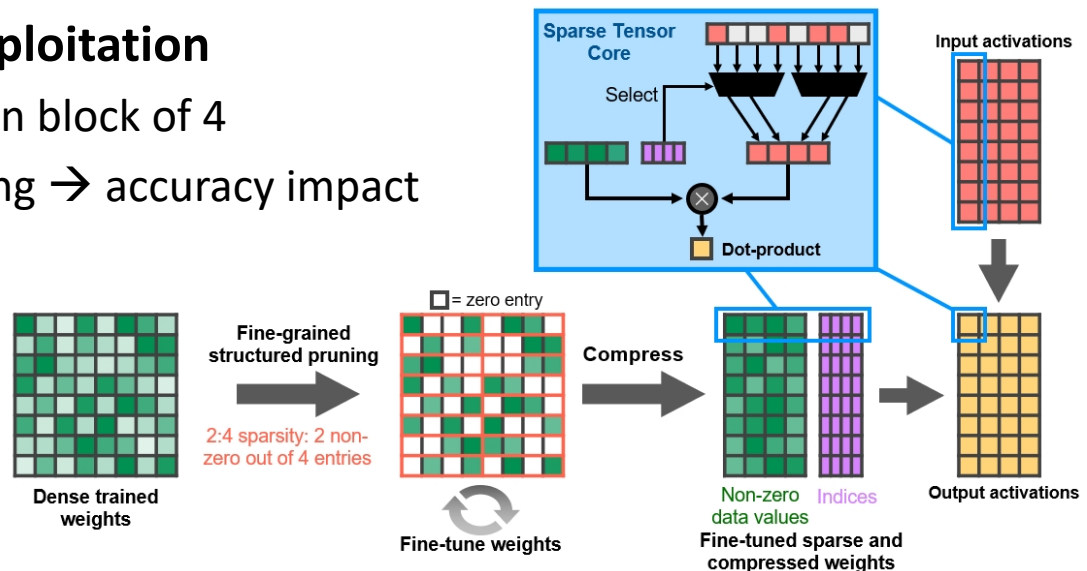 ploitation
n block of 4
ng → accuracy impact
Sparse Tensor
Core
Select
Dot-product
Input activations
= zero entry
Fine-grained
structured pruning
2:4 sparsity: 2 non-
zero out of 4 entries
Compress
Dense trained
weights
Fine-tune weights
Non-zero
data values
Indices
Fine-tuned sparse and
compressed weights
Output activations